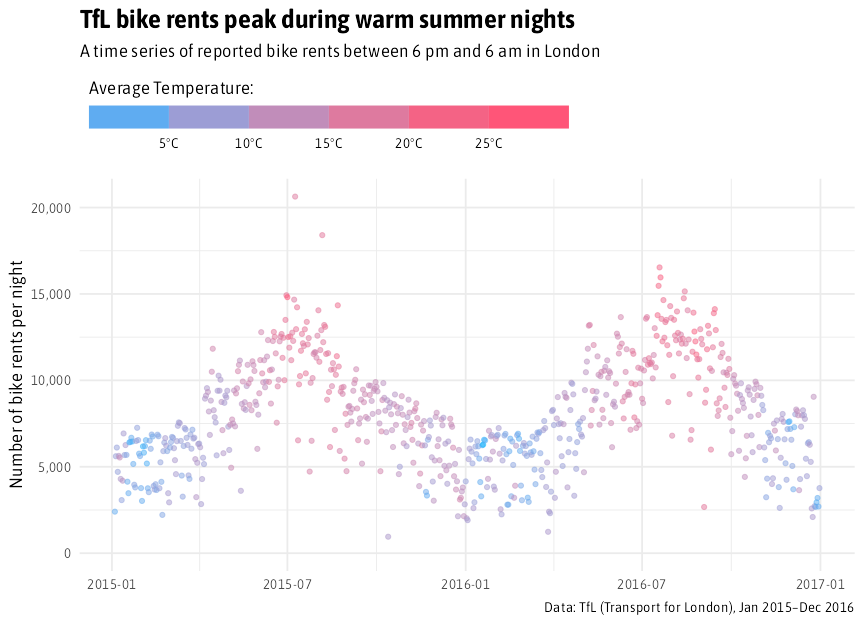 TfL bike rents peak during warm summer nights
A time series of reported bike rents between 6 pm and 6 am in London
Average Temperature:
5°C 10°C 15°C 20°C 25°C
Number of bike rents per night
20,000
15,000
10,000
5,000
0
2015-01 2015-07 2016-01 2016-07 2017-01
Data: TfL (Transport for London), Jan 2015–Dec 2016